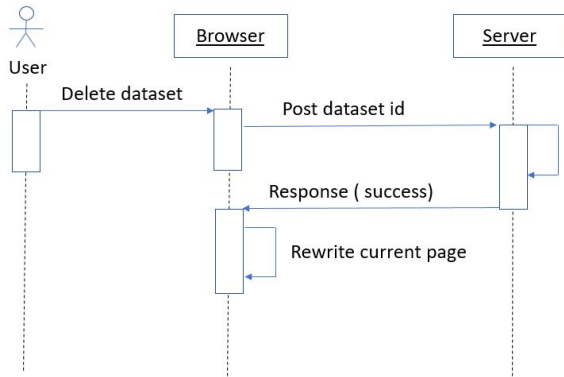 Browser
Server
User
Delete dataset
Post dataset id
Response ( success)
Rewrite current page